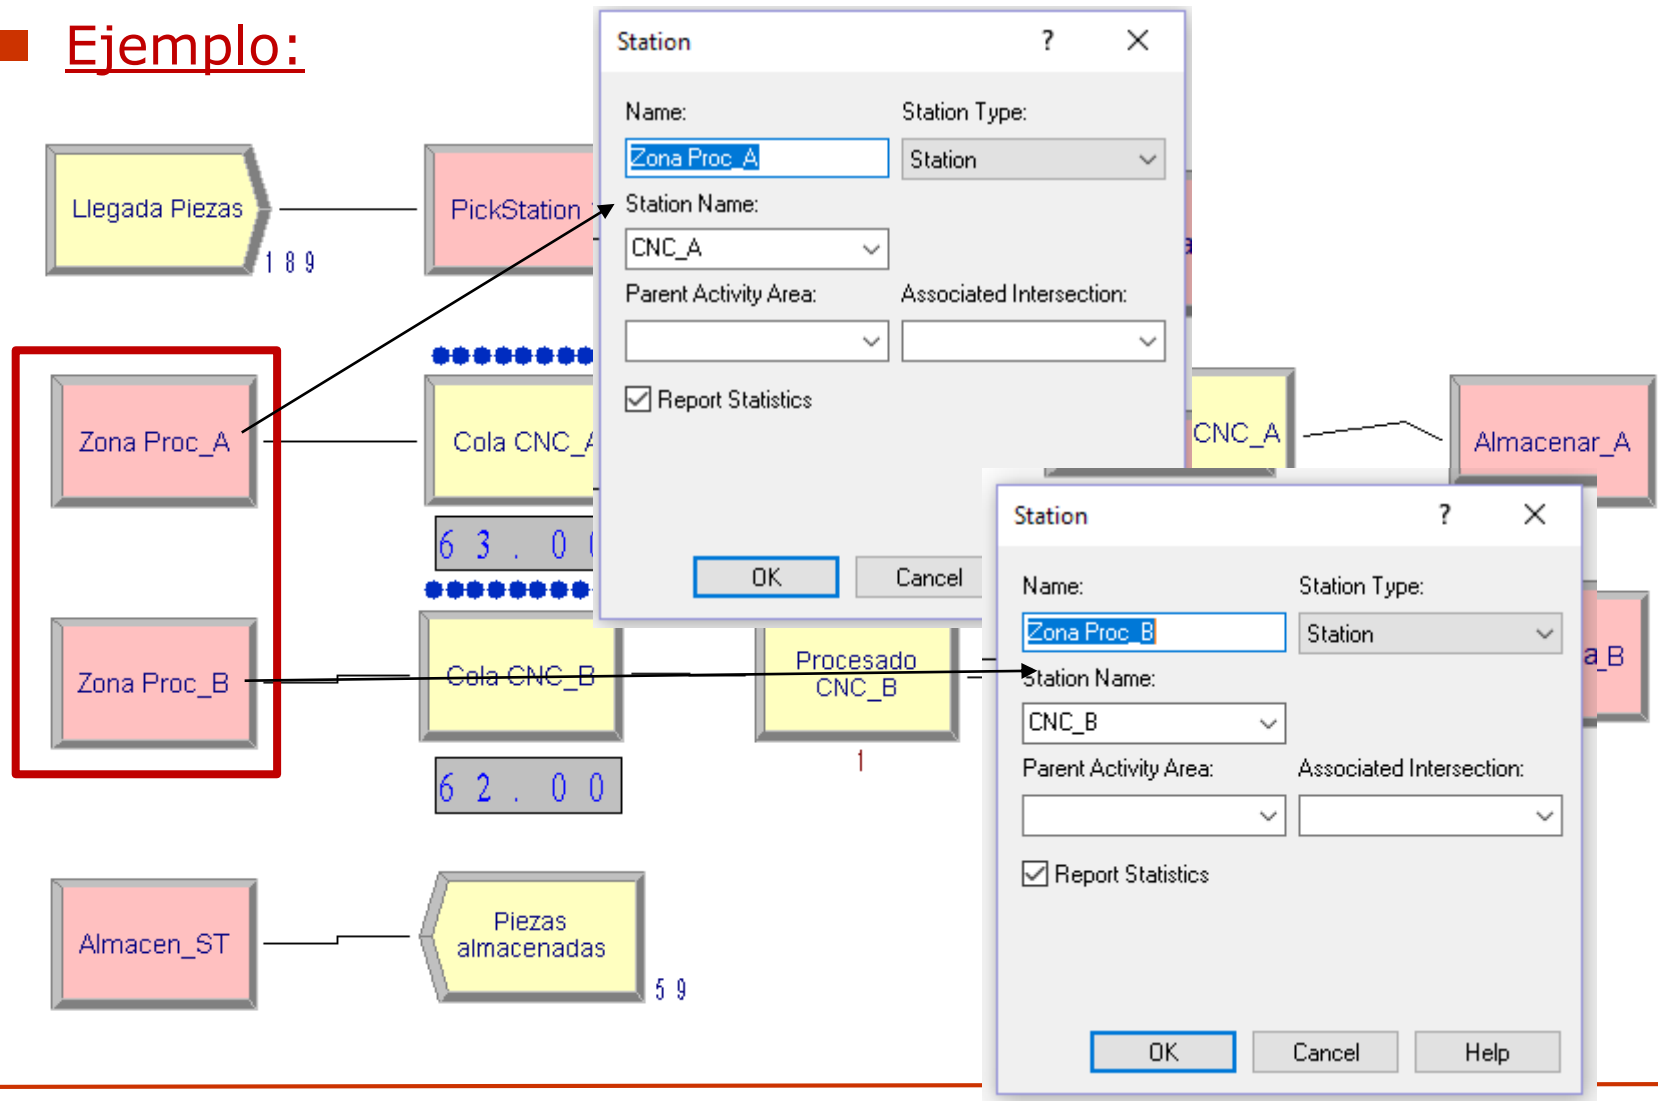 Ejemplo:
Llegada Piezas
189
PickStation
Zona Proc_A
Cola CNC_A
63.00
CNC_A
Almacenar_A
Zona Proc_B
Cola CNC_B
62.00
Procesado
CNC_B
1
a_B
Almacen_ST
Piezas
almacenadas
59
Station
?
Name:
Station Type:
Zona Proc_A
Station
Station Name:
CNC_A
Parent Activity Area:
Associated Intersection:
Report Statistics
OK
Cancel
Station
?
Name:
Station Type:
Zona Proc_B
Station
Station Name:
CNC_B
Parent Activity Area:
Associated Intersection:
Report Statistics
OK
Cancel
Help